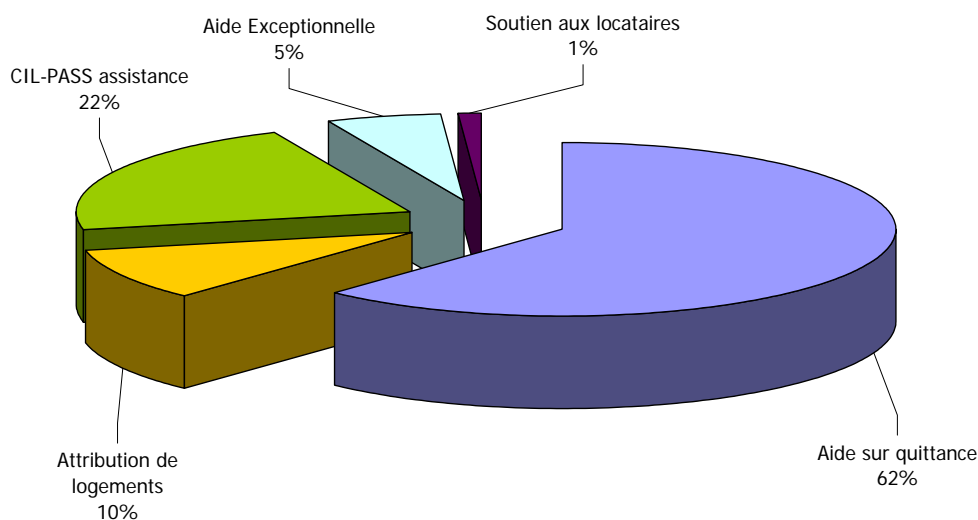 Aide Exceptionnelle
5%
Soutien aux locataires
1%
CIL-PASS assistance
22%
Aide sur quittance
62%
Attribution de
logements
10%